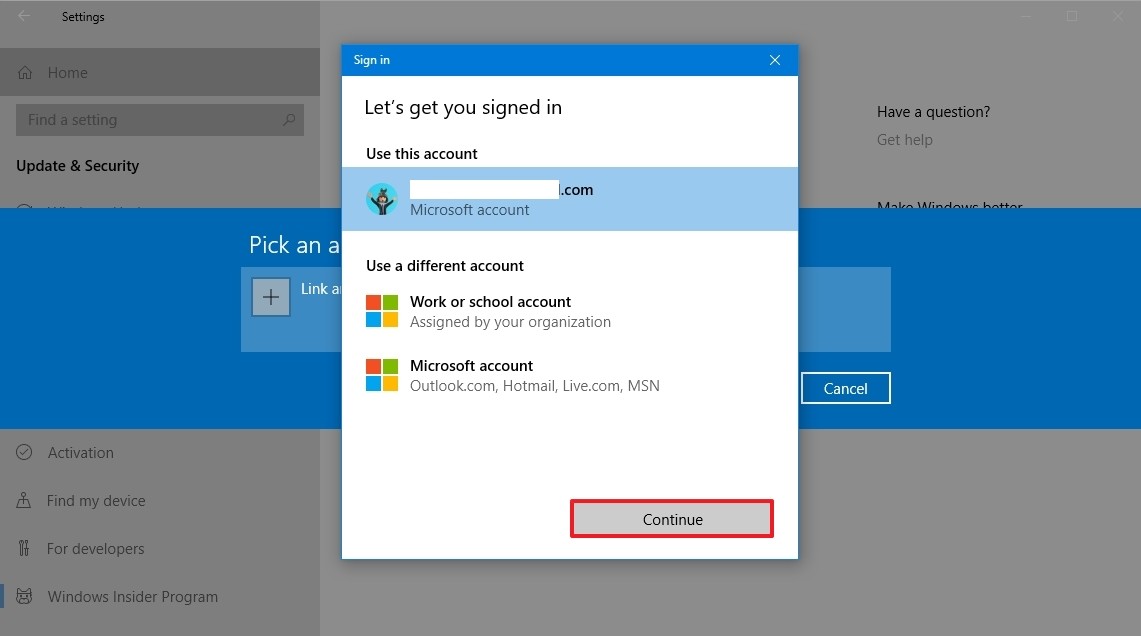 Settings
Home
Find a setting
Update & Security
Have a question?
Get help
Make Windows better
Pick an a
Link a
Cancel
Sign in
Let's get you signed in
Use this account
.com
Microsoft account
Use a different account
Work or school account
Assigned by your organization
Microsoft account
Outlook.com, Hotmail, Live.com, MSN
Continue
Activation
Find my device
For developers
Windows Insider Program